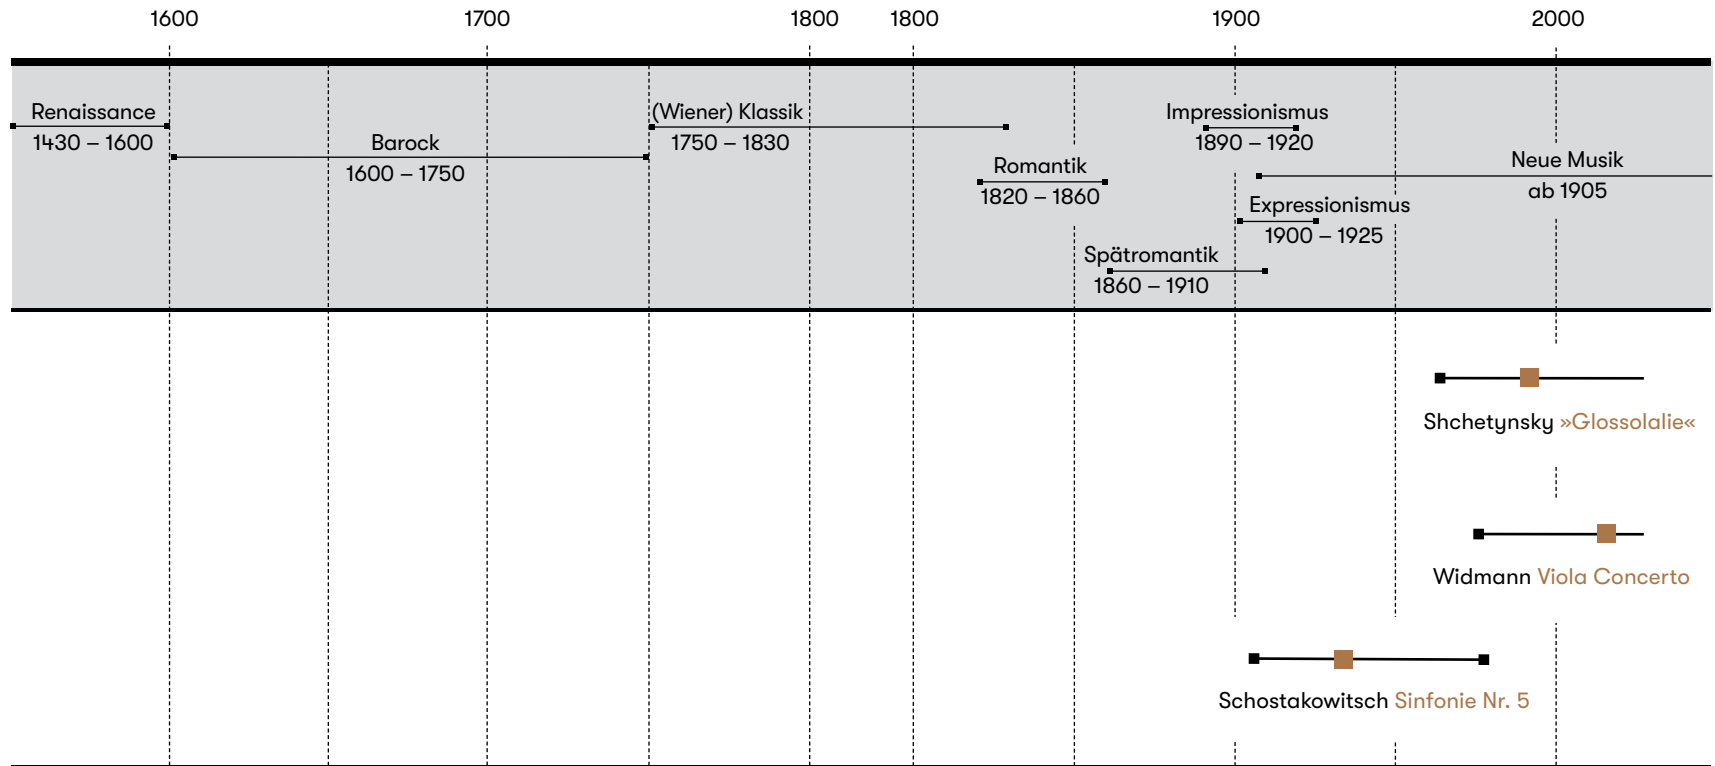 1600 1700 1800 1800 1900 2000
Renaissance
1430 – 1600
Barock
1600 – 1750
(Wiener) Klassik
1750 – 1830
Romantik
1820 – 1860
Spätromantik
1860 – 1910
Impressionismus
1890 – 1920
Expressionismus
1900 – 1925
Neue Musik
ab 1905
Shchetynsky »Glossolalie«
Widmann Viola Concerto
Schostakowitsch Sinfonie Nr. 5